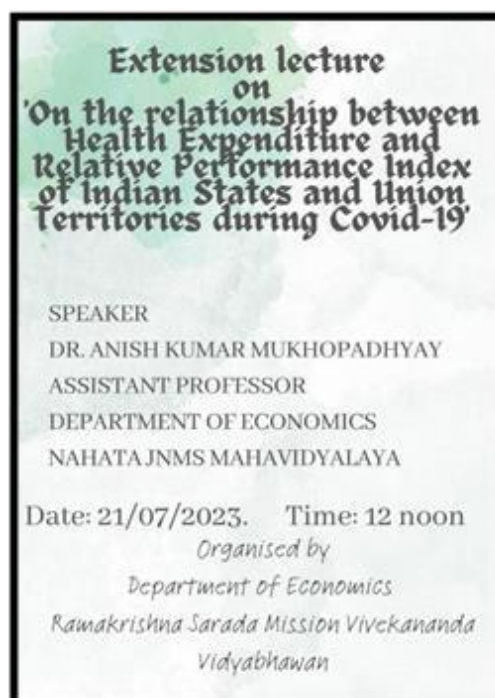 Extension lecture
on
'On the relationship between
Health Expenditure and
Relative Performance Index
of Indian States and Union
Territories during Covid-19'
SPEAKER
DR. ANISH KUMAR MUKHOPADHYAY
ASSISTANT PROFESSOR
DEPARTMENT OF ECONOMICS
NAHATA JNMS MAHAVIDYALAYA
Date: 21/07/2023. Time: 12 noon
Organised by
Department of Economics
Ramakrishna Sarada Mission Vivekananda
Vidyabhawan